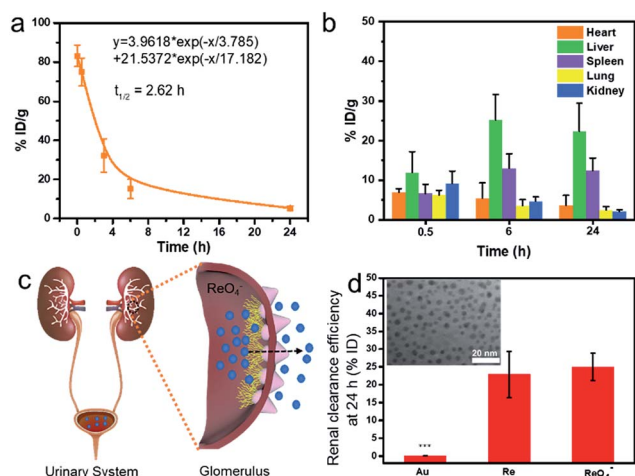 a
% ID/g
100
80
60
40
20
0
y=3.9618*exp(-x/3.785)
+21.5372*exp(-x/17.182)
t1/2 = 2.62 h
0 4 8 12 16 20 24
Time (h)
b
% ID/g
50
40
30
20
10
0
Heart
Liver
Spleen
Lung
Kidney
0.5 6 24
Time (h)
c
ReO4-
Urinary System Glomerulus
d
Renal clearance efficiency
at 24 h (% ID)
50
45
40
35
30
25
20
15
10
5
0
20 nm
***
Au Re ReO4-